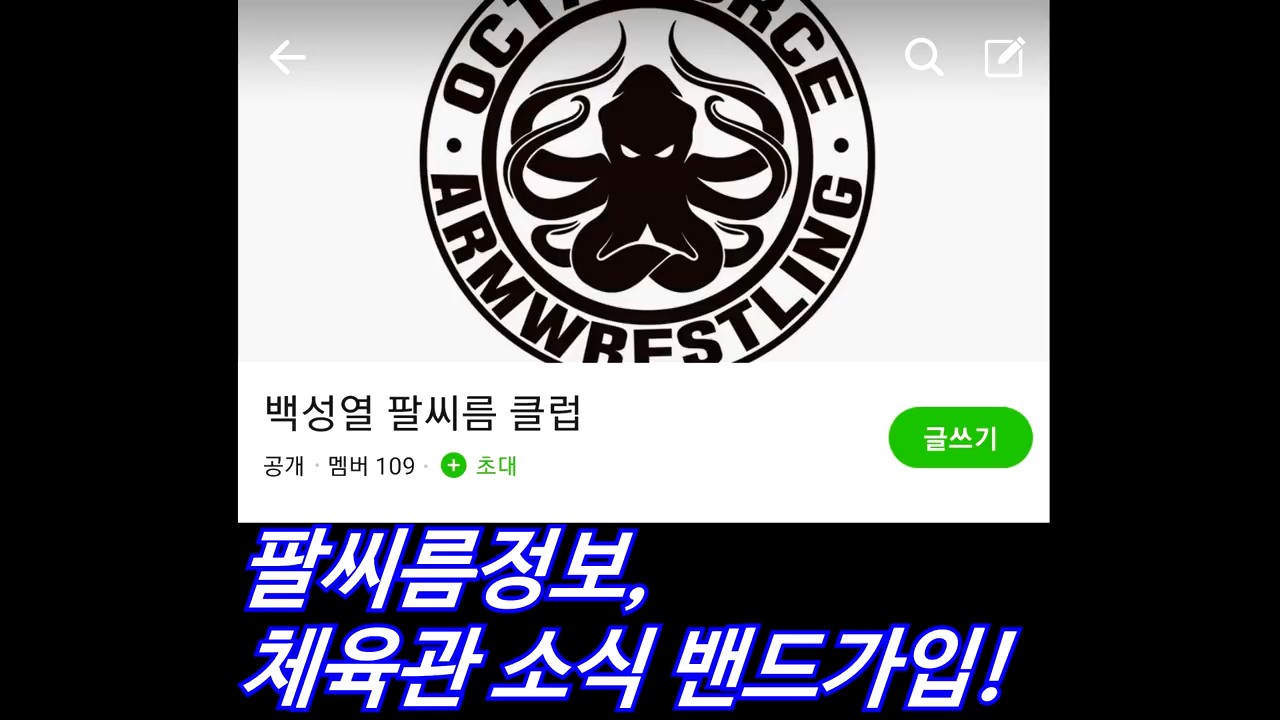 ARMWRESTLING
백성열 팔씨름 클럽
공개 · 멤버 109 · 초대
글쓰기
팔씨름정보,
체육관 소식 밴드가입!